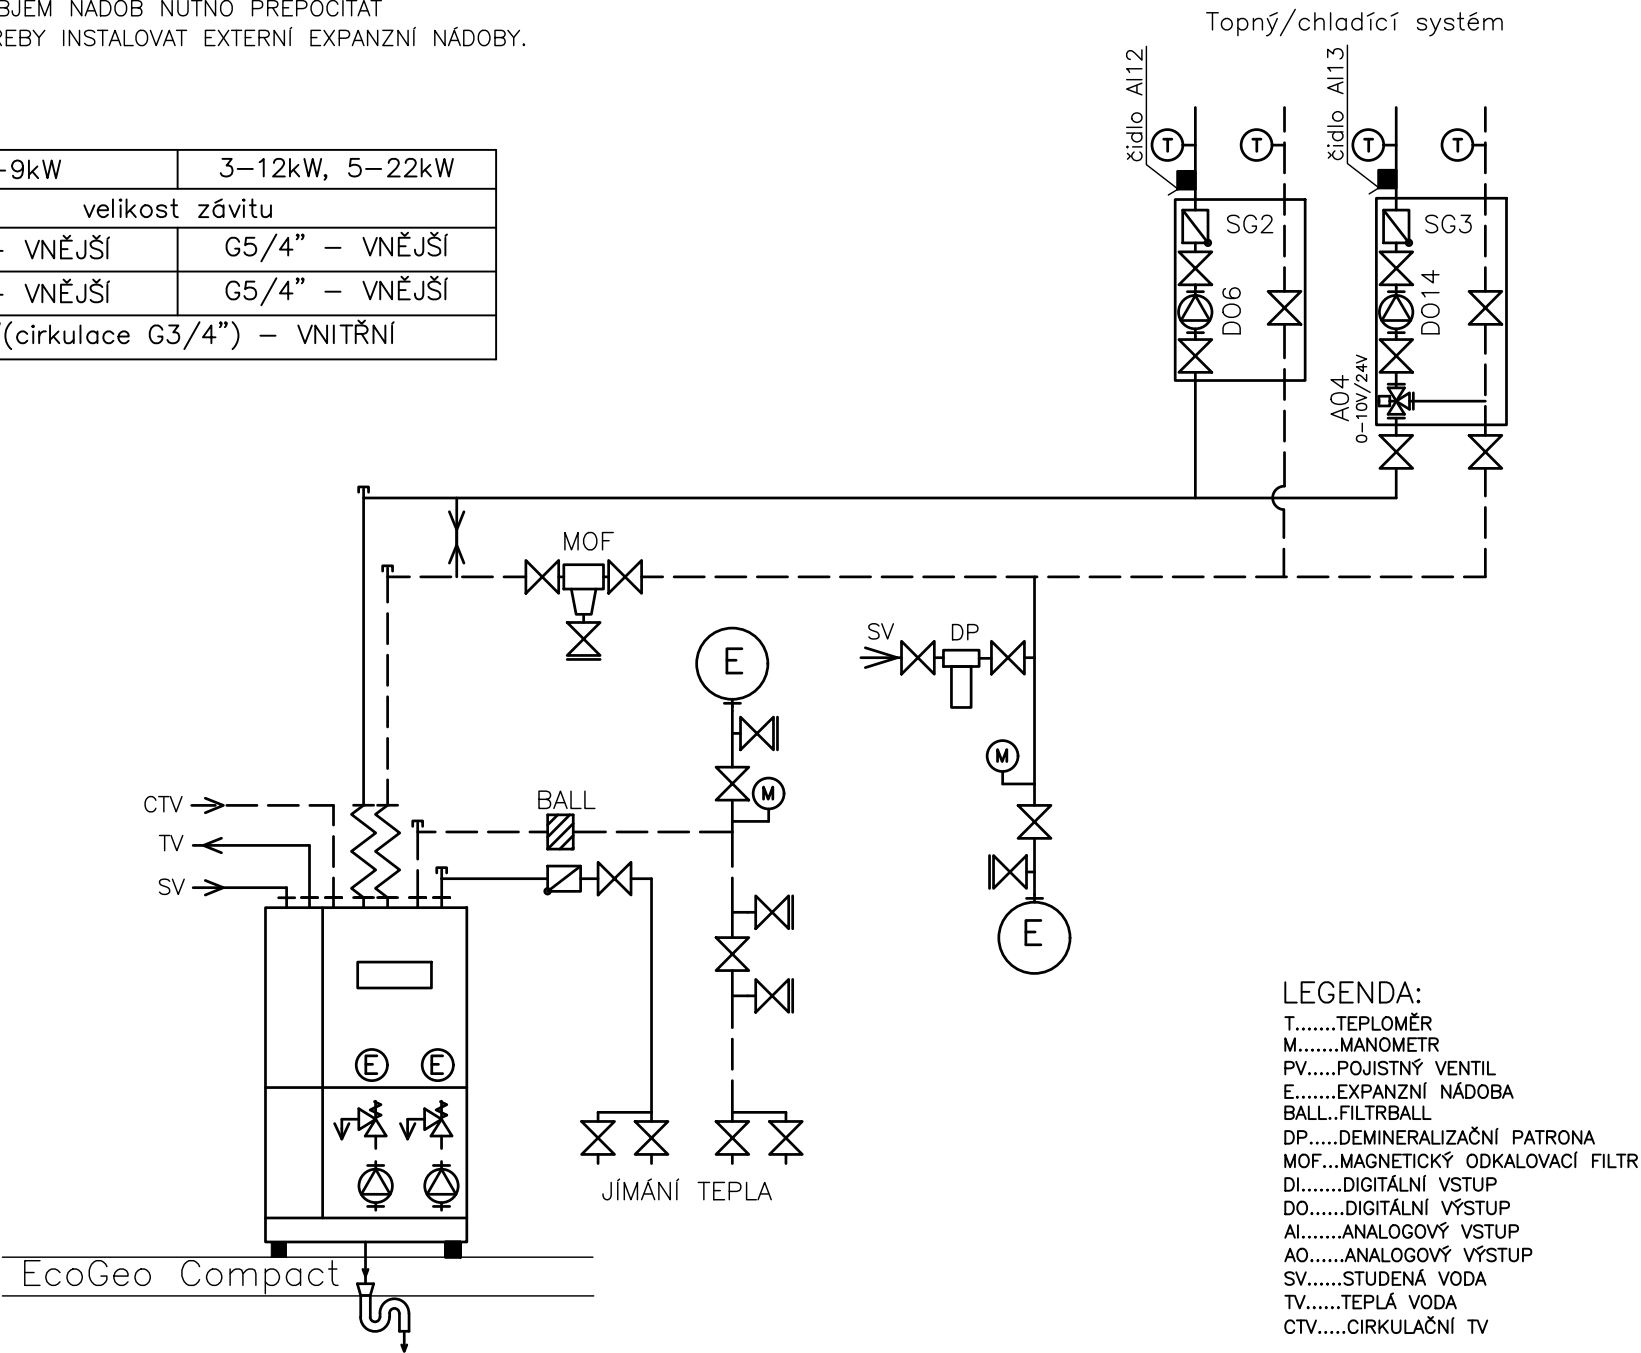 BJEM NÁDOB NUTNO PŘEPOČÍTAT
INSTALOVAT EXTERNÍ EXPANZNÍ NÁDOBY.
Topný/chladící systém
čidlo AI12
čidlo AI13
T
T
T
T
-9kW
3-12kW, 5-22kW
velikost závitu
- VNĚJŠÍ
G5/4" - VNĚJŠÍ
- VNĚJŠÍ
G5/4" - VNĚJŠÍ
(cirkulace G3/4") - VNITŘNÍ
SG2
DO6
SG3
DO14
AO4
0-10V/24V
MOF
SV
DP
E
M
M
BALL
CTV
TV
SV
E
E
E
JÍMÁNÍ TEPLA
EcoGeo Compact
LEGENDA:
T.......TEPLOMĚR
M.......MANOMETR
PV.....POJISTNÝ VENTIL
E.......EXPANZNÍ NÁDOBA
BALL..FILTRBALL
DP.....DEMINERALIZAČNÍ PATRONA
MOF...MAGNETICKÝ ODKALOVACÍ FILTR
DI.......DIGITÁLNÍ VSTUP
DO......DIGITÁLNÍ VÝSTUP
AI.......ANALOGOVÝ VSTUP
AO......ANALOGOVÝ VÝSTUP
SV......STUDENÁ VODA
TV......TEPLÁ VODA
CTV.....CIRKULAČNÍ TV